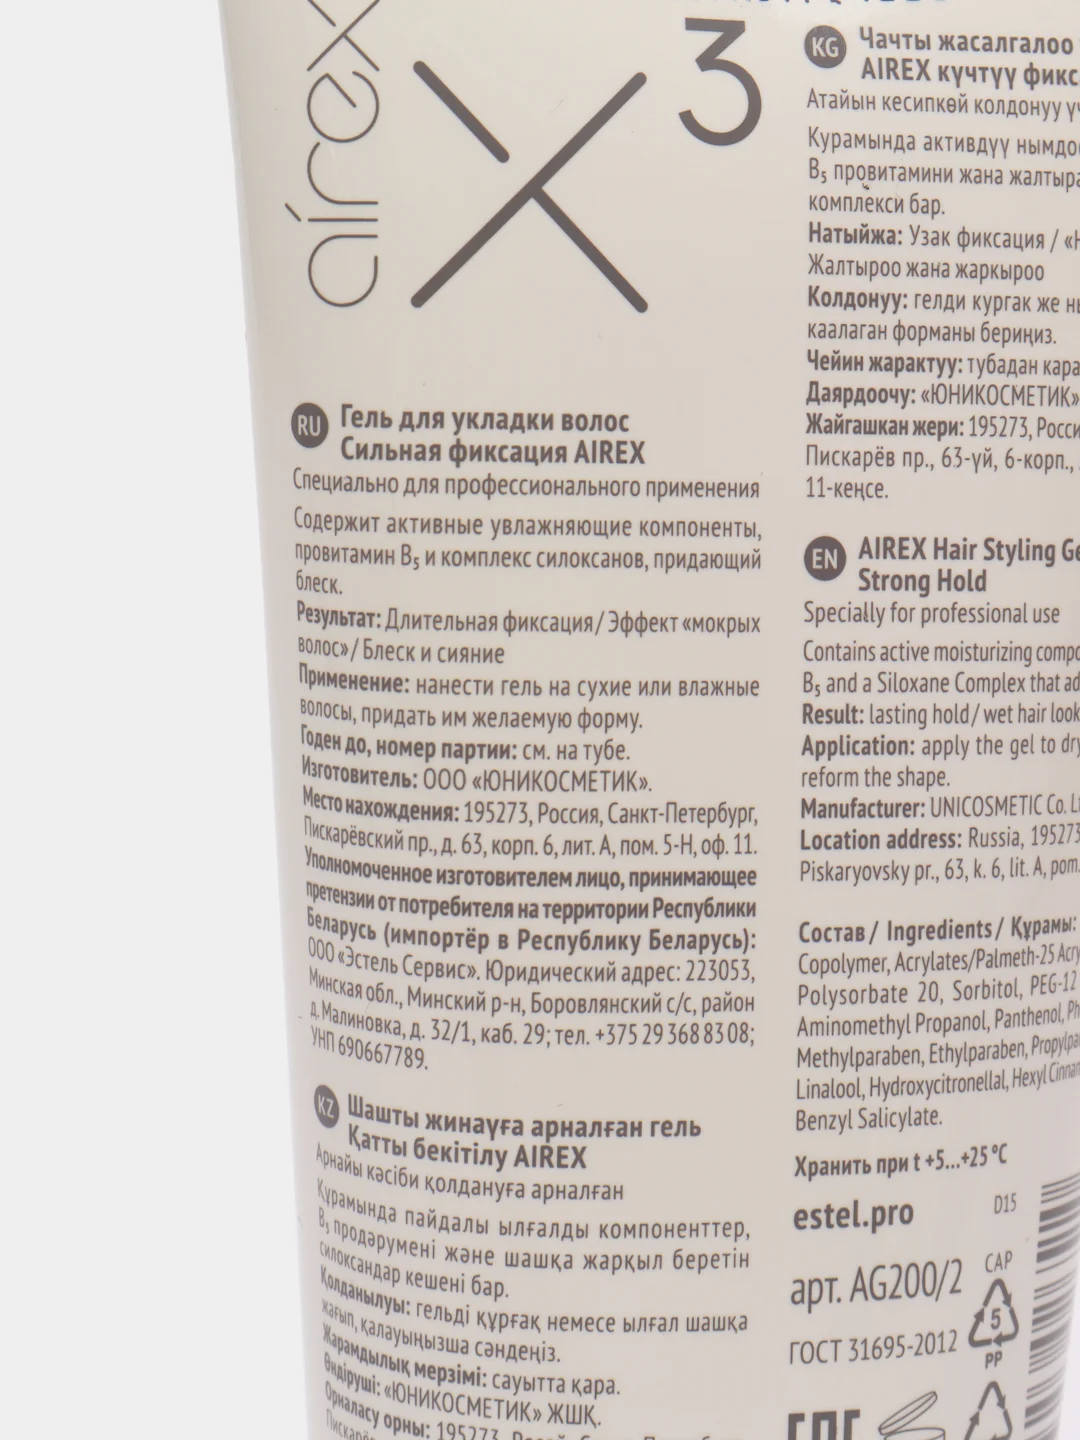 airex
3
RU Гель для укладки волос
Сильная фиксация AIREX
Специально для профессионального применения
Содержит активные увлажняющие компоненты,
провитамин B₅ и комплекс силоксанов, придающий
блеск.
Результат: Длительная фиксация / Эффект «мокрых
волос» / Блеск и сияние
Применение: нанести гель на сухие или влажные
волосы, придать им желаемую форму.
Годен до, номер партии: см. на тубе.
Изготовитель: ООО «ЮНИКОСМЕТИК».
Место нахождения: 195273, Россия, Санкт-Петербург,
Пискарёвский пр., д. 63, корп. 6, лит. А, пом. 5-Н, оф. 11.
Уполномоченное изготовителем лицо, принимающее
претензии от потребителя на территории Республики
Беларусь (импортёр в Республику Беларусь):
ООО «Эстель Сервис». Юридический адрес: 223053,
Минская обл., Минский р-н, Боровлянский с/с, район
д. Малиновка, д. 32/1, каб. 29; тел. +375 29 368 83 08;
УНП 690667789.
KZ Шашты жинауға арналған гель
Қатты бекітілу AIREX
Арнайы кәсіби қолдануға арналған
Құрамында пайдалы ылғалды компоненттер,
B₅ продәрумені және шашқа жарқыл беретін
силоксандар кешені бар.
Қолданылуы: гельді құрғақ немесе ылғал шашқа
жағып, қалауыңызша сәндеңіз.
Жарамдылық мерзімі: сауытта қара.
Өндіруші: «ЮНИКОСМЕТИК» ЖШҚ.
Орналасу орны: 195273,
KG Чачты жасалгалоо
AIREX күчтүү
Атайын кесипкөй колдонуу
Курамында активдүү
B₅ провитамини жана
комплекси бар.
Натыйжа: Узак фиксация /
Жалтыроо жана жаркыроо
Колдонуу: гелди кургак же
каалаган форманы бериңиз.
Чейин жарактуу: тубадан
Даярдоочу: «ЮНИКОСМЕТИК»
Жайгашкан жери: 195273,
Пискарёв пр., 63-үй, 6-корп.,
11-кеңсе.
EN AIREX Hair Styling
Strong Hold
Specially for professional use
Contains active moisturizing
B₅ and a Siloxane Complex that
Result: lasting hold / wet hair look
Application: apply the gel to
reform the shape.
Manufacturer: UNICOSMETIC Co.
Location address: Russia, 195273
Piskaryovsky pr., 63, k. 6, lit. A, pom.
Состав / Ingredients / Құрамы:
Copolymer, Acrylates/Palmeth-25
Polysorbate 20, Sorbitol, PEG-12
Aminomethyl Propanol, Panthenol,
Methylparaben, Ethylparaben,
Linalool, Hydroxycitronellal, Hexyl
Benzyl Salicylate.
Хранить при t +5...+25 °C
estel.pro
D15
арт. AG200/2
CAP
5
PP
ГОСТ 31695-2012